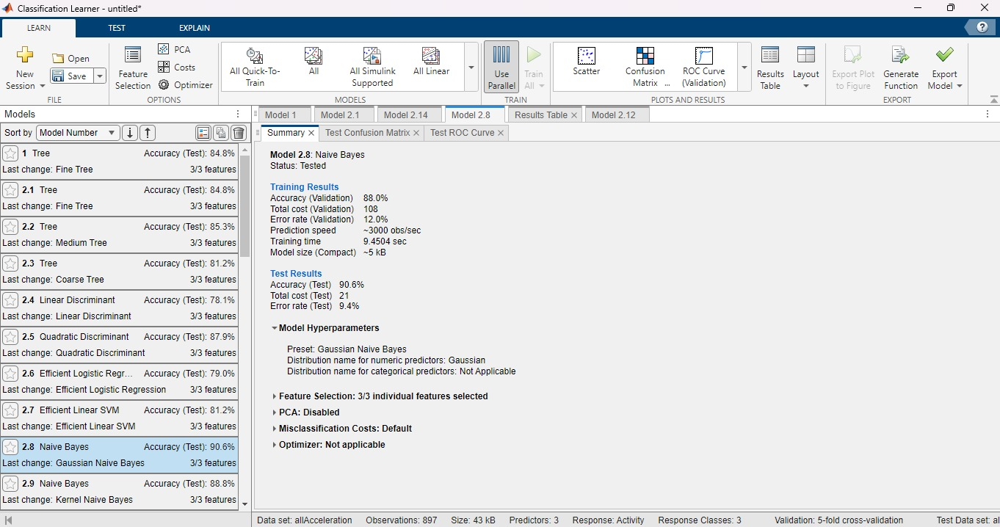 Classification Learner - untitled*
LEARN TEST EXPLAIN ?
New Session
Open
Save
FILE
Feature Selection
PCA
Costs
Optimizer
OPTIONS
All Quick-To-Train
All
All Simulink Supported
All Linear
MODELS
Use Parallel
Train All
TRAIN
Scatter
Confusion Matrix ...
ROC Curve (Validation)
PLOTS AND RESULTS
Results Table
Layout
Export Plot to Figure
Generate Function
Export Model
EXPORT
Models
Sort by Model Number
1 Tree Accuracy (Test): 84.8%
Last change: Fine Tree 3/3 features
2.1 Tree Accuracy (Test): 84.8%
Last change: Fine Tree 3/3 features
2.2 Tree Accuracy (Test): 85.3%
Last change: Medium Tree 3/3 features
2.3 Tree Accuracy (Test): 81.2%
Last change: Coarse Tree 3/3 features
2.4 Linear Discriminant Accuracy (Test): 78.1%
Last change: Linear Discriminant 3/3 features
2.5 Quadratic Discriminant Accuracy (Test): 87.9%
Last change: Quadratic Discriminant 3/3 features
2.6 Efficient Logistic Regr... Accuracy (Test): 79.0%
Last change: Efficient Logistic Regression 3/3 features
2.7 Efficient Linear SVM Accuracy (Test): 81.2%
Last change: Efficient Linear SVM 3/3 features
2.8 Naive Bayes Accuracy (Test): 90.6%
Last change: Gaussian Naive Bayes 3/3 features
2.9 Naive Bayes Accuracy (Test): 88.8%
Last change: Kernel Naive Bayes 3/3 features
Model 1 Model 2.1 Model 2.14 Model 2.8 Results Table Model 2.12
Summary Test Confusion Matrix Test ROC Curve
Model 2.8: Naive Bayes
Status: Tested
Training Results
Accuracy (Validation) 88.0%
Total cost (Validation) 108
Error rate (Validation) 12.0%
Prediction speed ~3000 obs/sec
Training time 9.4504 sec
Model size (Compact) ~5 kB
Test Results
Accuracy (Test) 90.6%
Total cost (Test) 21
Error rate (Test) 9.4%
Model Hyperparameters
Preset: Gaussian Naive Bayes
Distribution name for numeric predictors: Gaussian
Distribution name for categorical predictors: Not Applicable
Feature Selection: 3/3 individual features selected
PCA: Disabled
Misclassification Costs: Default
Optimizer: Not applicable
Data set: allAcceleration Observations: 897 Size: 43 kB Predictors: 3 Response: Activity Response Classes: 3 Validation: 5-fold cross-validation Test Data set: al